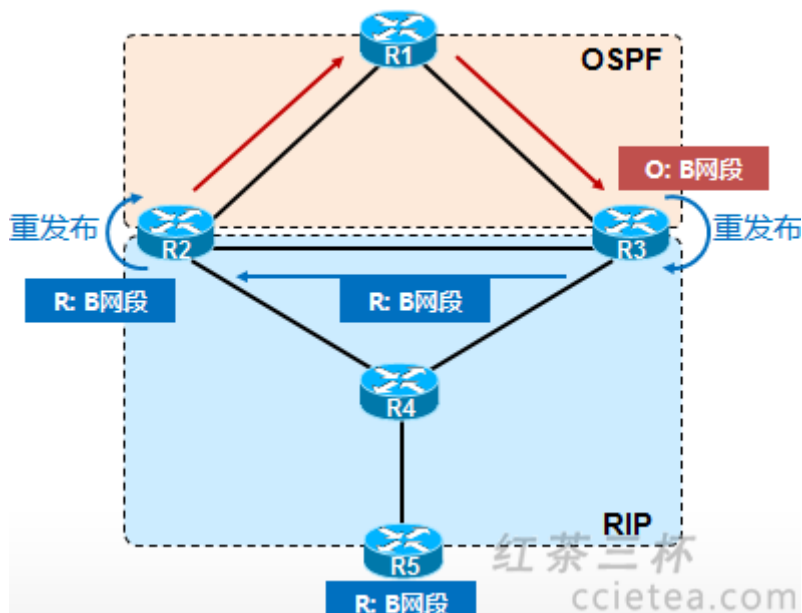 R1
OSPF
O: B网段
重发布
重发布
R2
R3
R: B网段
R: B网段
R4
RIP
R5
红茶三杯
R: B网段
ccietea.com